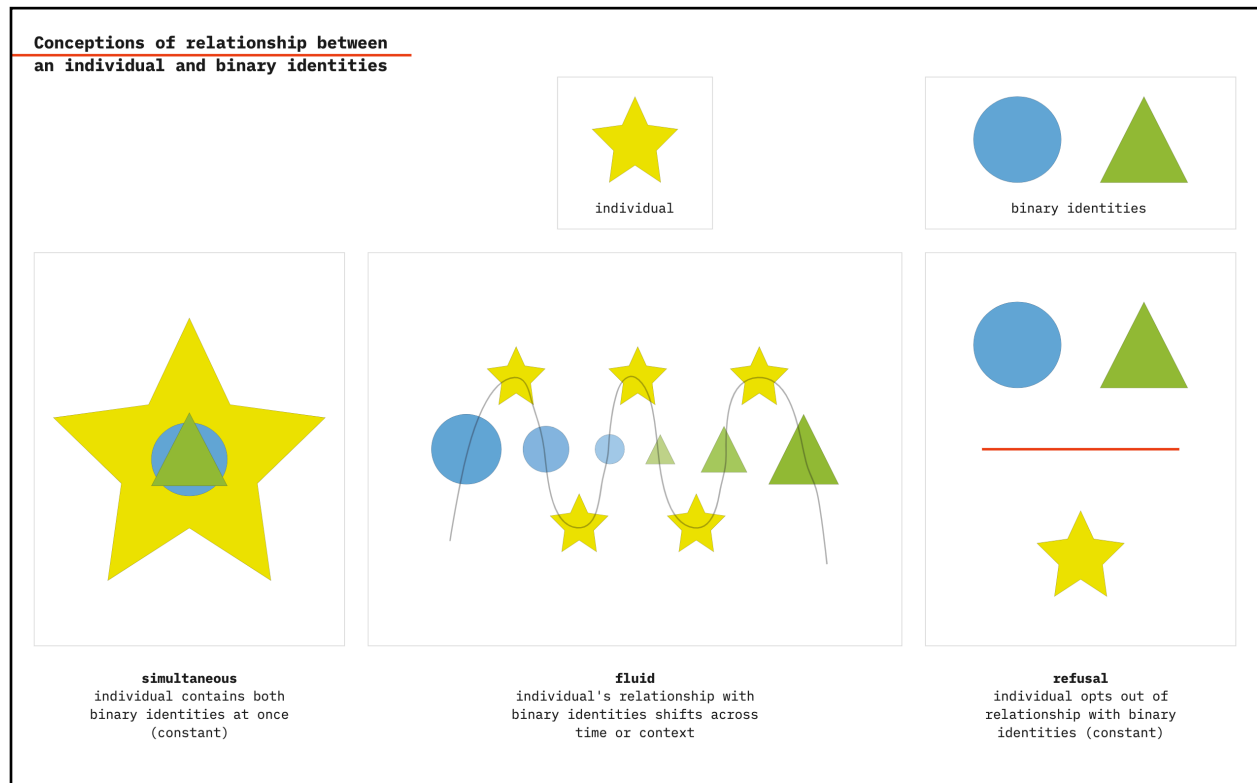 Conceptions of relationship between
an individual and binary identities
individual
binary identities
simultaneous
individual contains both
binary identities at once
(constant)
fluid
individual's relationship with
binary identities shifts across
time or context
refusal
individual opts out of
relationship with binary
identities (constant)